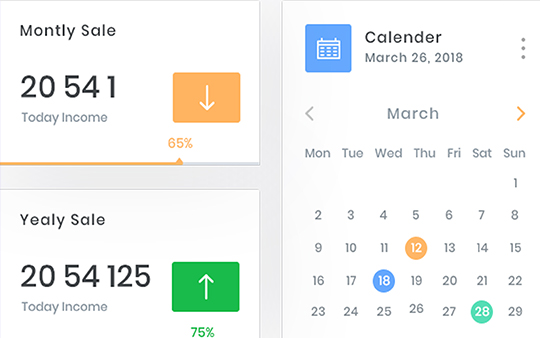 Montly Sale
20 54 1
Today Income
65%
Yealy Sale
20 54 125
Today Income
75%
Calender
March 26, 2018
March
Mon Tue Wed Thu Fri Sat Sun
1
2 3 4 5 6 7 8
9 10 11 12 13 14 15
16 17 18 19 20 21 22
23 24 25 26 27 28 29